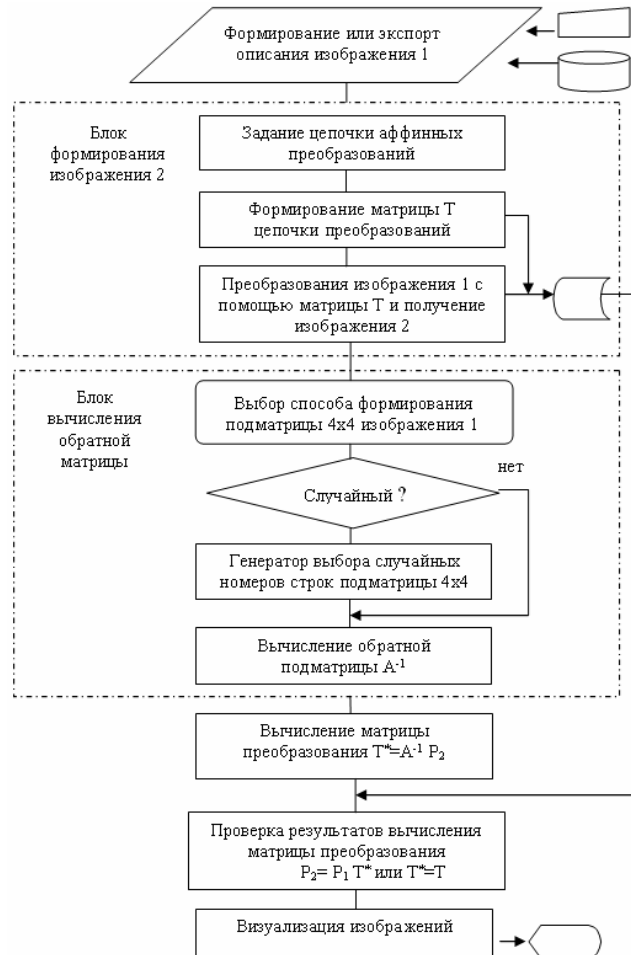 Формирование или экспорт
описания изображения 1
Блок
формирования
изображения 2
Задание цепочки аффинных
преобразований
Формирование матрицы Т
цепочки преобразований
Преобразования изображения 1 с
помощью матрицы Т и получение
изображения 2
Блок
вычисления
обратной
матрицы
Выбор способа формирования
подматрицы 4х4 изображения 1
Случайный ?
нет
Генератор выбора случайных
номеров строк подматрицы 4х4
Вычисление обратной
подматрицы А⁻¹
Вычисление матрицы
преобразования Т*=А⁻¹ Р₂
Проверка результатов вычисления
матрицы преобразования
Р₂= Р₁ Т* или Т*=Т
Визуализация изображений